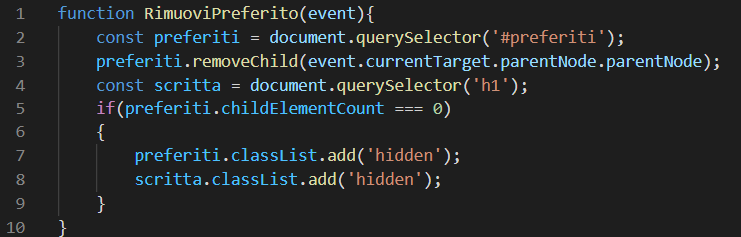 1 function RimuoviPreferito(event){
2 const preferiti = document.querySelector('#preferiti');
3 preferiti.removeChild(event.currentTarget.parentNode.parentNode);
4 const scritta = document.querySelector('h1');
5 if(preferiti.childElementCount === 0)
6 {
7 preferiti.classList.add('hidden');
8 scritta.classList.add('hidden');
9 }
10 }